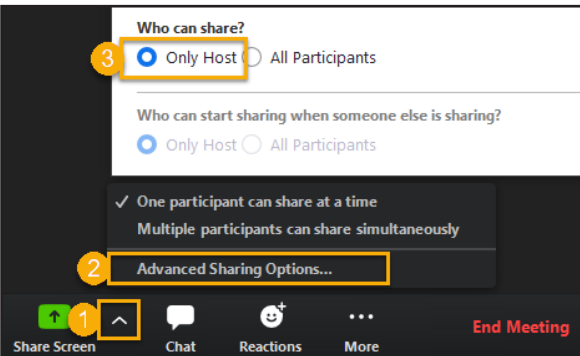 Who can share?
3 Only Host All Participants
Who can start sharing when someone else is sharing?
Only Host All Participants
✓ One participant can share at a time
Multiple participants can share simultaneously
2 Advanced Sharing Options...
1
Share Screen Chat Reactions More End Meeting